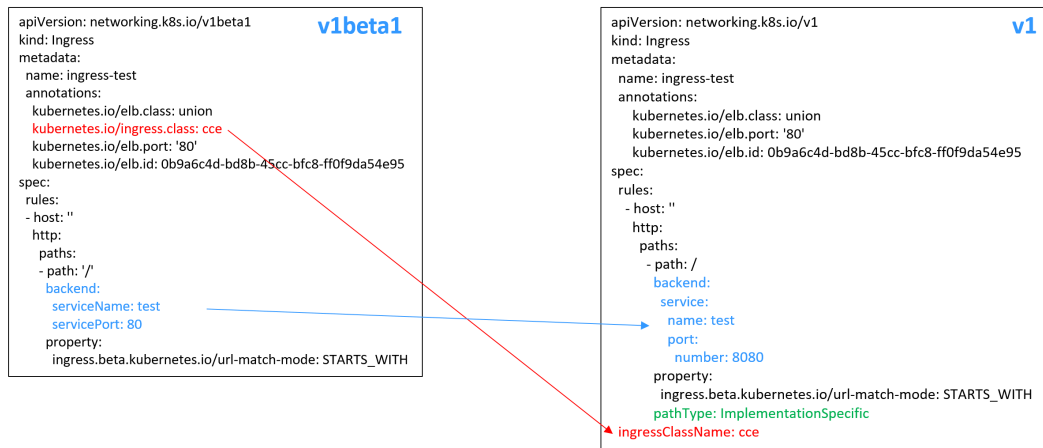 v1beta1
apiVersion: networking.k8s.io/v1beta1
kind: Ingress
metadata:
name: ingress-test
annotations:
kubernetes.io/elb.class: union
kubernetes.io/ingress.class: cce
kubernetes.io/elb.port: '80'
kubernetes.io/elb.id: 0b9a6c4d-bd8b-45cc-bfc8-ff0f9da54e95
spec:
rules:
- host: ''
http:
paths:
- path: '/'
backend:
serviceName: test
servicePort: 80
property:
ingress.beta.kubernetes.io/url-match-mode: STARTS_WITH
v1
apiVersion: networking.k8s.io/v1
kind: Ingress
metadata:
name: ingress-test
annotations:
kubernetes.io/elb.class: union
kubernetes.io/elb.port: '80'
kubernetes.io/elb.id: 0b9a6c4d-bd8b-45cc-bfc8-ff0f9da54e95
spec:
rules:
- host: ''
http:
paths:
- path: /
backend:
service:
name: test
port:
number: 8080
property:
ingress.beta.kubernetes.io/url-match-mode: STARTS_WITH
pathType: ImplementationSpecific
ingressClassName: cce